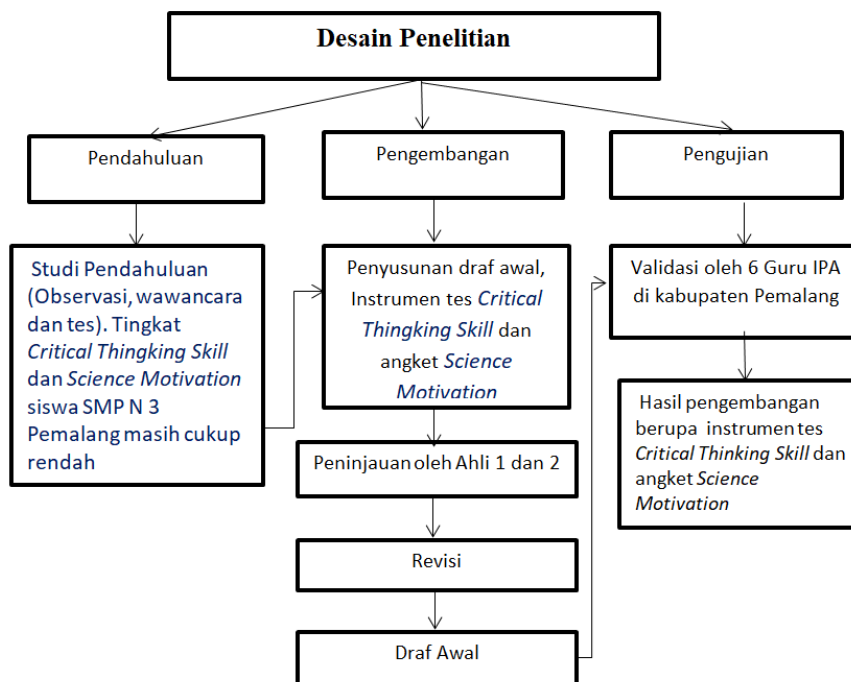 Desain Penelitian
Pendahuluan
Pengembangan
Pengujian
Studi Pendahuluan
(Observasi, wawancara
dan tes). Tingkat
Critical Thingking Skill
dan Science Motivation
siswa SMP N 3
Pemalang masih cukup
rendah
Penyusunan draf awal,
Instrumen tes Critical
Thingking Skill dan
angket Science
Motivation
Peninjauan oleh Ahli 1 dan 2
Revisi
Draf Awal
Validasi oleh 6 Guru IPA
di kabupaten Pemalang
Hasil pengembangan
berupa instrumen tes
Critical Thinking Skill dan
angket Science
Motivation